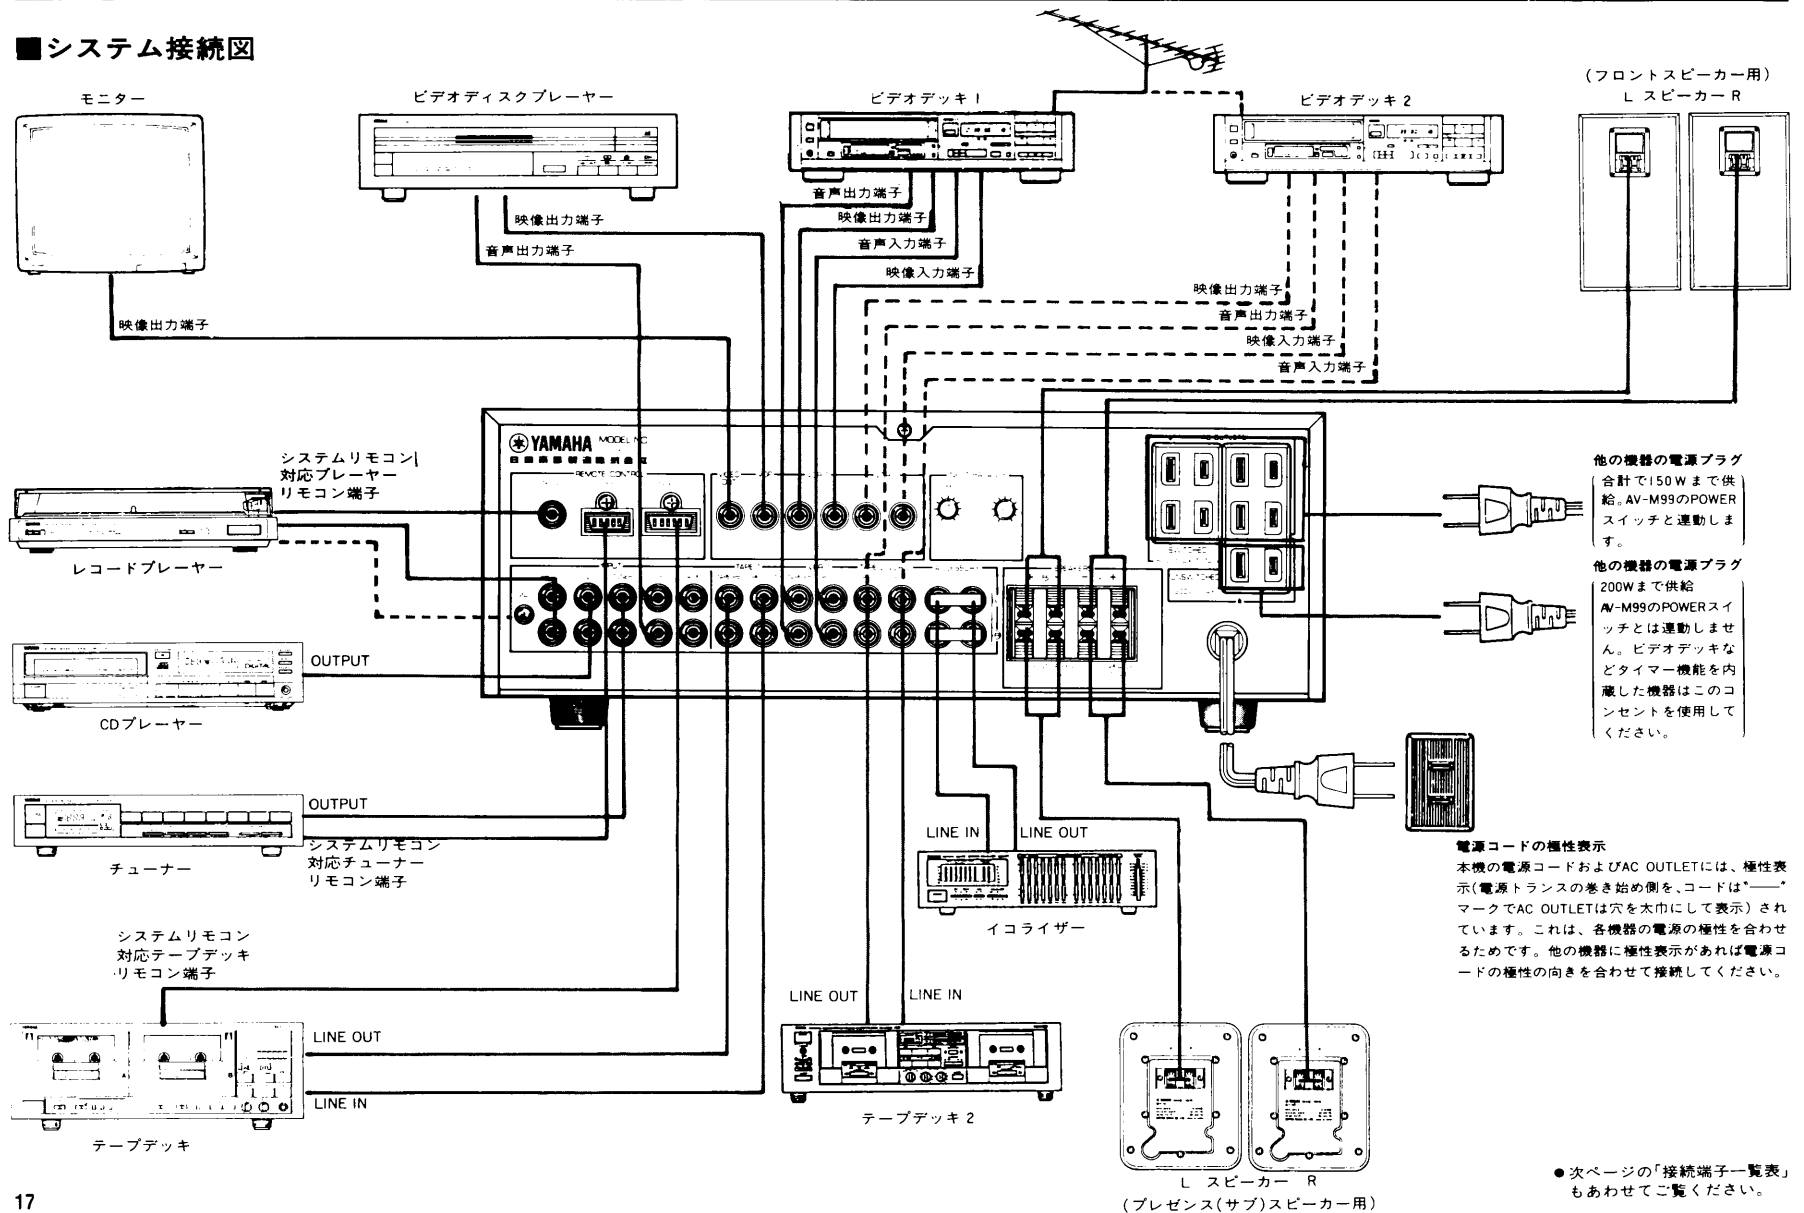 ■システム接続図
モニター
ビデオディスクプレーヤー
ビデオデッキ1
ビデオデッキ2
(フロントスピーカー用)
L スピーカー R
映像出力端子
音声出力端子
音声出力端子
映像出力端子
音声入力端子
映像入力端子
映像出力端子
音声出力端子
映像入力端子
音声入力端子
映像出力端子
YAMAHA
MODEL NO
REMOTE CONTROL
システムリモコン
対応プレーヤー
リモコン端子
レコードプレーヤー
OUTPUT
CDプレーヤー
OUTPUT
システムリモコン
対応チューナー
リモコン端子
チューナー
システムリモコン
対応テープデッキ
リモコン端子
LINE OUT
LINE IN
テープデッキ
LINE IN
LINE OUT
イコライザー
LINE OUT
LINE IN
テープデッキ2
L スピーカー R
(プレゼンス(サブ)スピーカー用)
他の機器の電源プラグ
合計で150Wまで供
給。AV-M99のPOWER
スイッチと連動しま
す。
他の機器の電源プラグ
200Wまで供給
AV-M99のPOWERスイ
ッチとは連動しませ
ん。ビデオデッキな
どタイマー機能を内
蔵した機器はこのコ
ンセントを使用して
ください。
電源コードの極性表示
本機の電源コードおよびAC OUTLETには、極性表
示(電源トランスの巻き始め側を、コードは"――"
マークでAC OUTLETは穴を太巾にして表示)され
ています。これは、各機器の電源の極性を合わせ
るためです。他の機器に極性表示があれば電源コ
ードの極性の向きを合わせて接続してください。
●次ページの「接続端子一覧表」
もあわせてご覧ください。
17